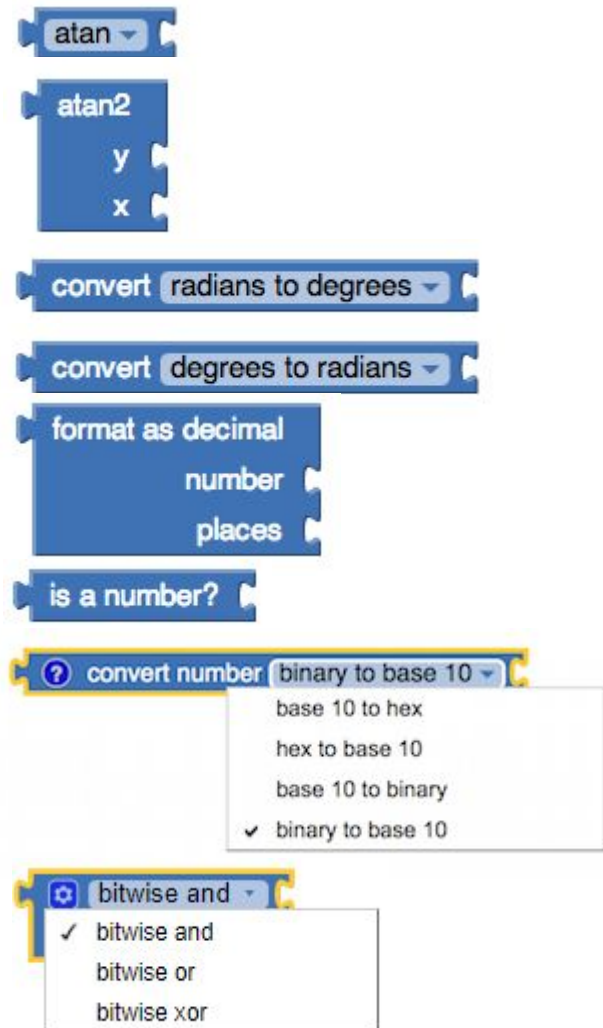 atan
atan2
y
x
convert radians to degrees
convert degrees to radians
format as decimal
number
places
is a number?
? convert number binary to base 10
base 10 to hex
hex to base 10
base 10 to binary
✓ binary to base 10
bitwise and
✓ bitwise and
bitwise or
bitwise xor